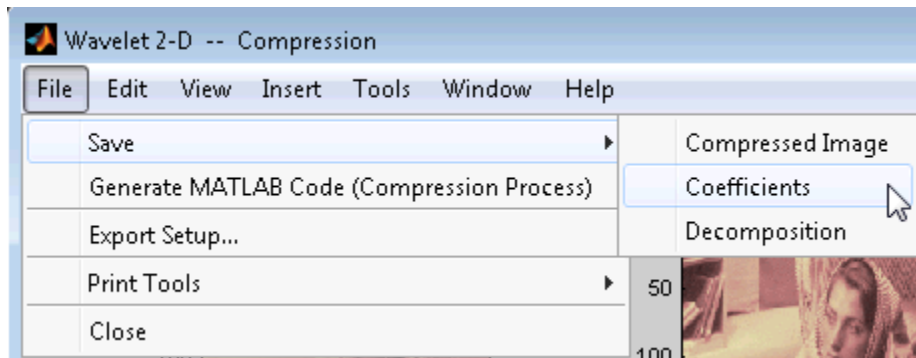 Wavelet 2-D -- Compression
File Edit View Insert Tools Window Help
Save
Generate MATLAB Code (Compression Process)
Export Setup...
Print Tools
Close
Compressed Image
Coefficients
Decomposition
50
100